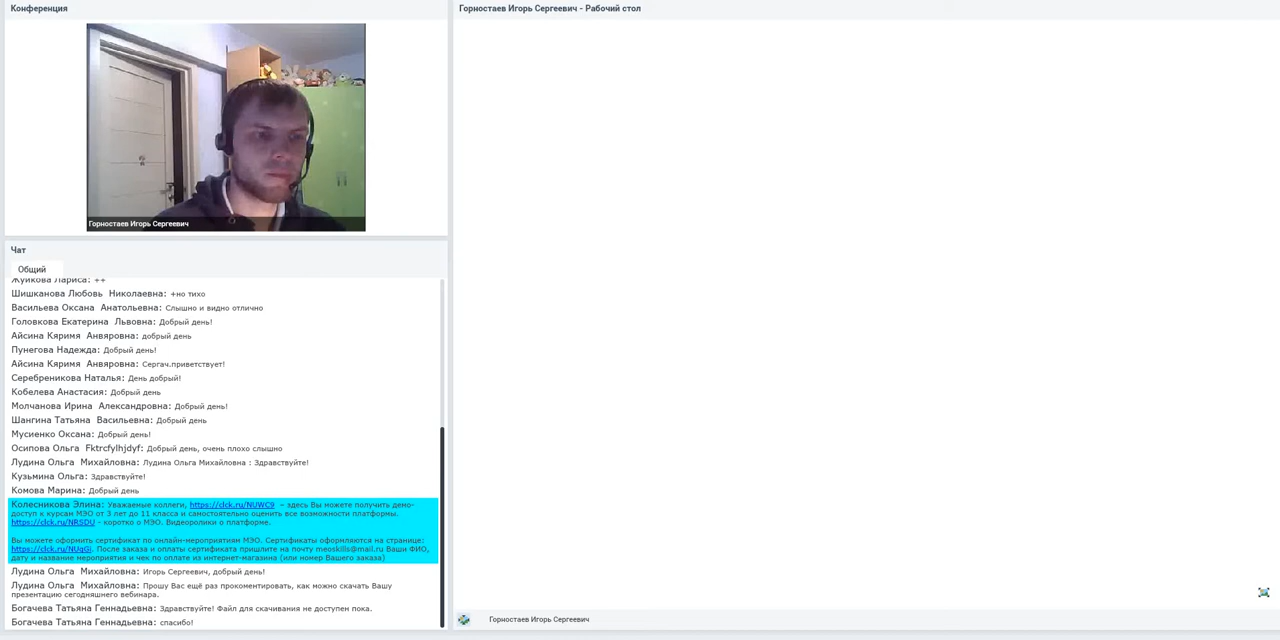 Конференция
Горностаев Игорь Сергеевич
Чат
Общий
Жуйкова Лариса: ++
Шишканова Любовь Николаевна: +но тихо
Васильева Оксана Анатольевна: Слышно и видно отлично
Головкова Екатерина Львовна: Добрый день!
Айсина Кяримя Анвяровна: добрый день
Пунегова Надежда: Добрый день!
Айсина Кяримя Анвяровна: Сергач.приветствует!
Серебреникова Наталья: День добрый!
Кобелева Анастасия: Добрый день
Молчанова Ирина Александровна: Добрый день!
Шангина Татьяна Васильевна: Добрый день
Мусиенко Оксана: Добрый день!
Осипова Ольга Fktrcfylhjdyf: Добрый день, очень плохо слышно
Лудина Ольга Михайловна: Лудина Ольга Михайловна : Здравствуйте!
Кузьмина Ольга: Здравствуйте!
Комова Марина: Добрый день
Колесникова Элина: Уважаемые коллеги, https://clck.ru/NUWC9 – здесь Вы можете получить демо-
доступ к курсам МЭО от 3 лет до 11 класса и самостоятельно оценить все возможности платформы.
https://clck.ru/NRSDU - коротко о МЭО. Видеоролики о платформе.
Вы можете оформить сертификат по онлайн-мероприятиям МЭО. Сертификаты оформляются на странице:
https://clck.ru/NUqGi. После заказа и оплаты сертификата пришлите на почту meoskills@mail.ru Ваши ФИО,
дату и название мероприятия и чек по оплате из интернет-магазина (или номер Вашего заказа)
Лудина Ольга Михайловна: Игорь Сергеевич, добрый день!
Лудина Ольга Михайловна: Прошу Вас ещё раз прокоментировать, как можно скачать Вашу
презентацию сегодняшнего вебинара.
Богачева Татьяна Геннадьевна: Здравствуйте! Файл для скачивания не доступен пока.
Богачева Татьяна Геннадьевна: спасибо!
Горностаев Игорь Сергеевич - Рабочий стол
Горностаев Игорь Сергеевич